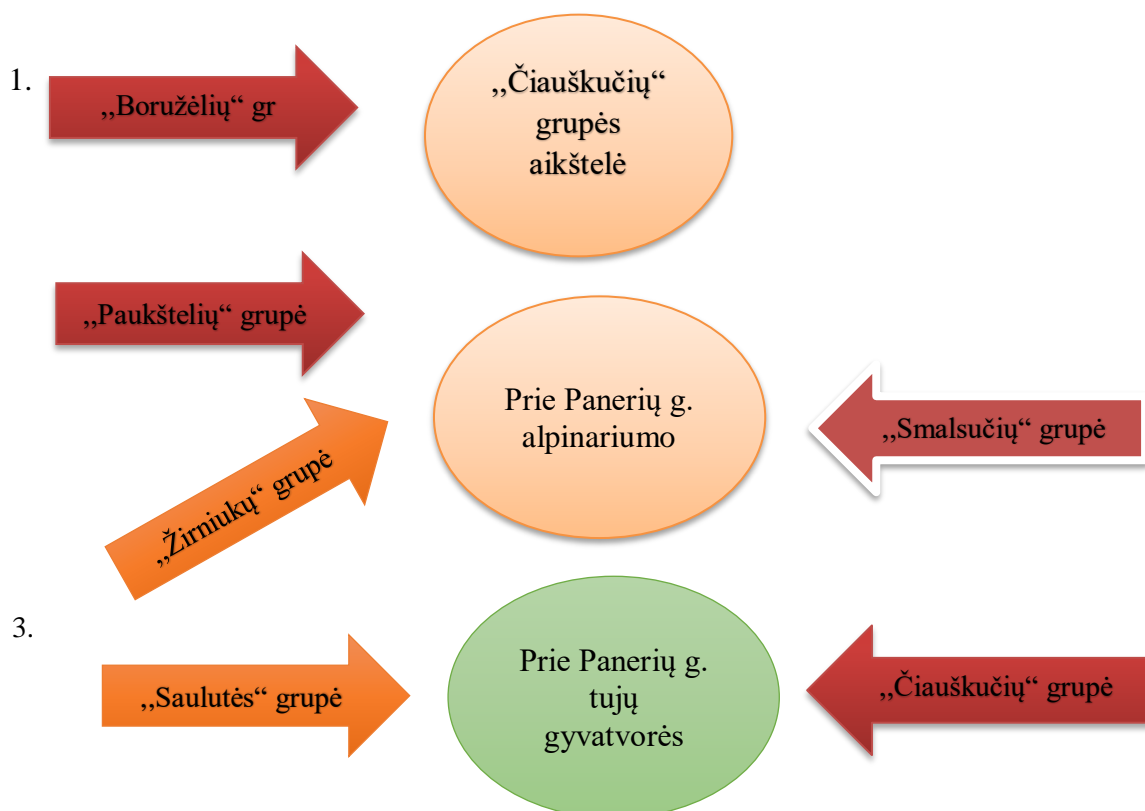 1.
,,Boružėlių“ gr
,,Čiauškučių“
grupės
aikštelė
,,Paukštelių“ grupė
Prie Panerių g.
alpinariumo
,,Smalsučių“ grupė
,,Žirniukų“ grupė
3.
,,Saulutės“ grupė
Prie Panerių g.
tujų
gyvatvorės
,,Čiauškučių“ grupė